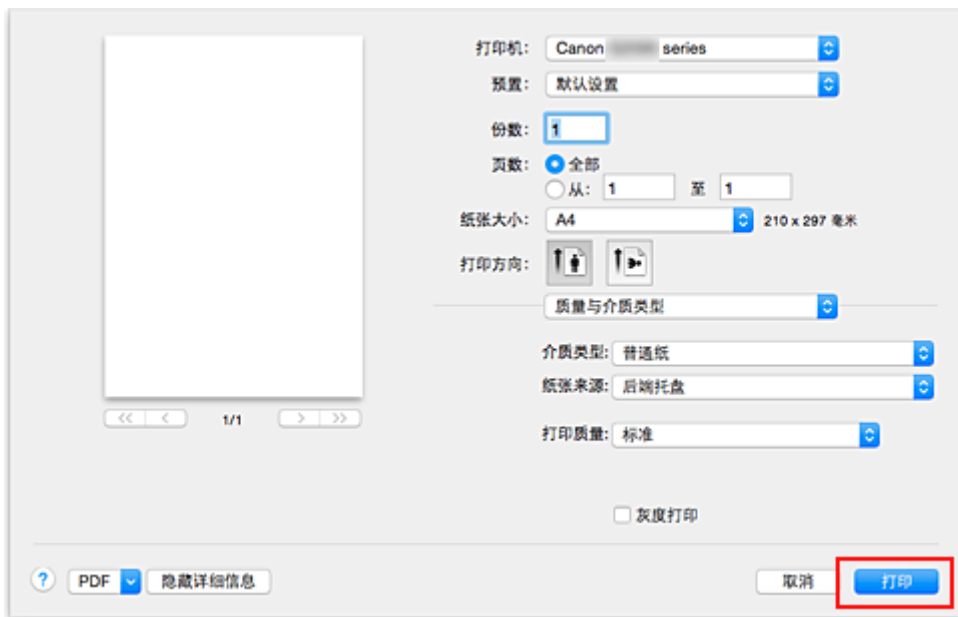 打印机: Canon series
预置: 默认设置
份数: 1
页数: 全部
从: 1 至 1
纸张大小: A4 210 x 297 毫米
打印方向:
质量与介质类型
介质类型: 普通纸
纸张来源: 后端托盘
<< < 1/1 > >>
打印质量: 标准
灰度打印
? PDF 隐藏详细信息 取消 打印